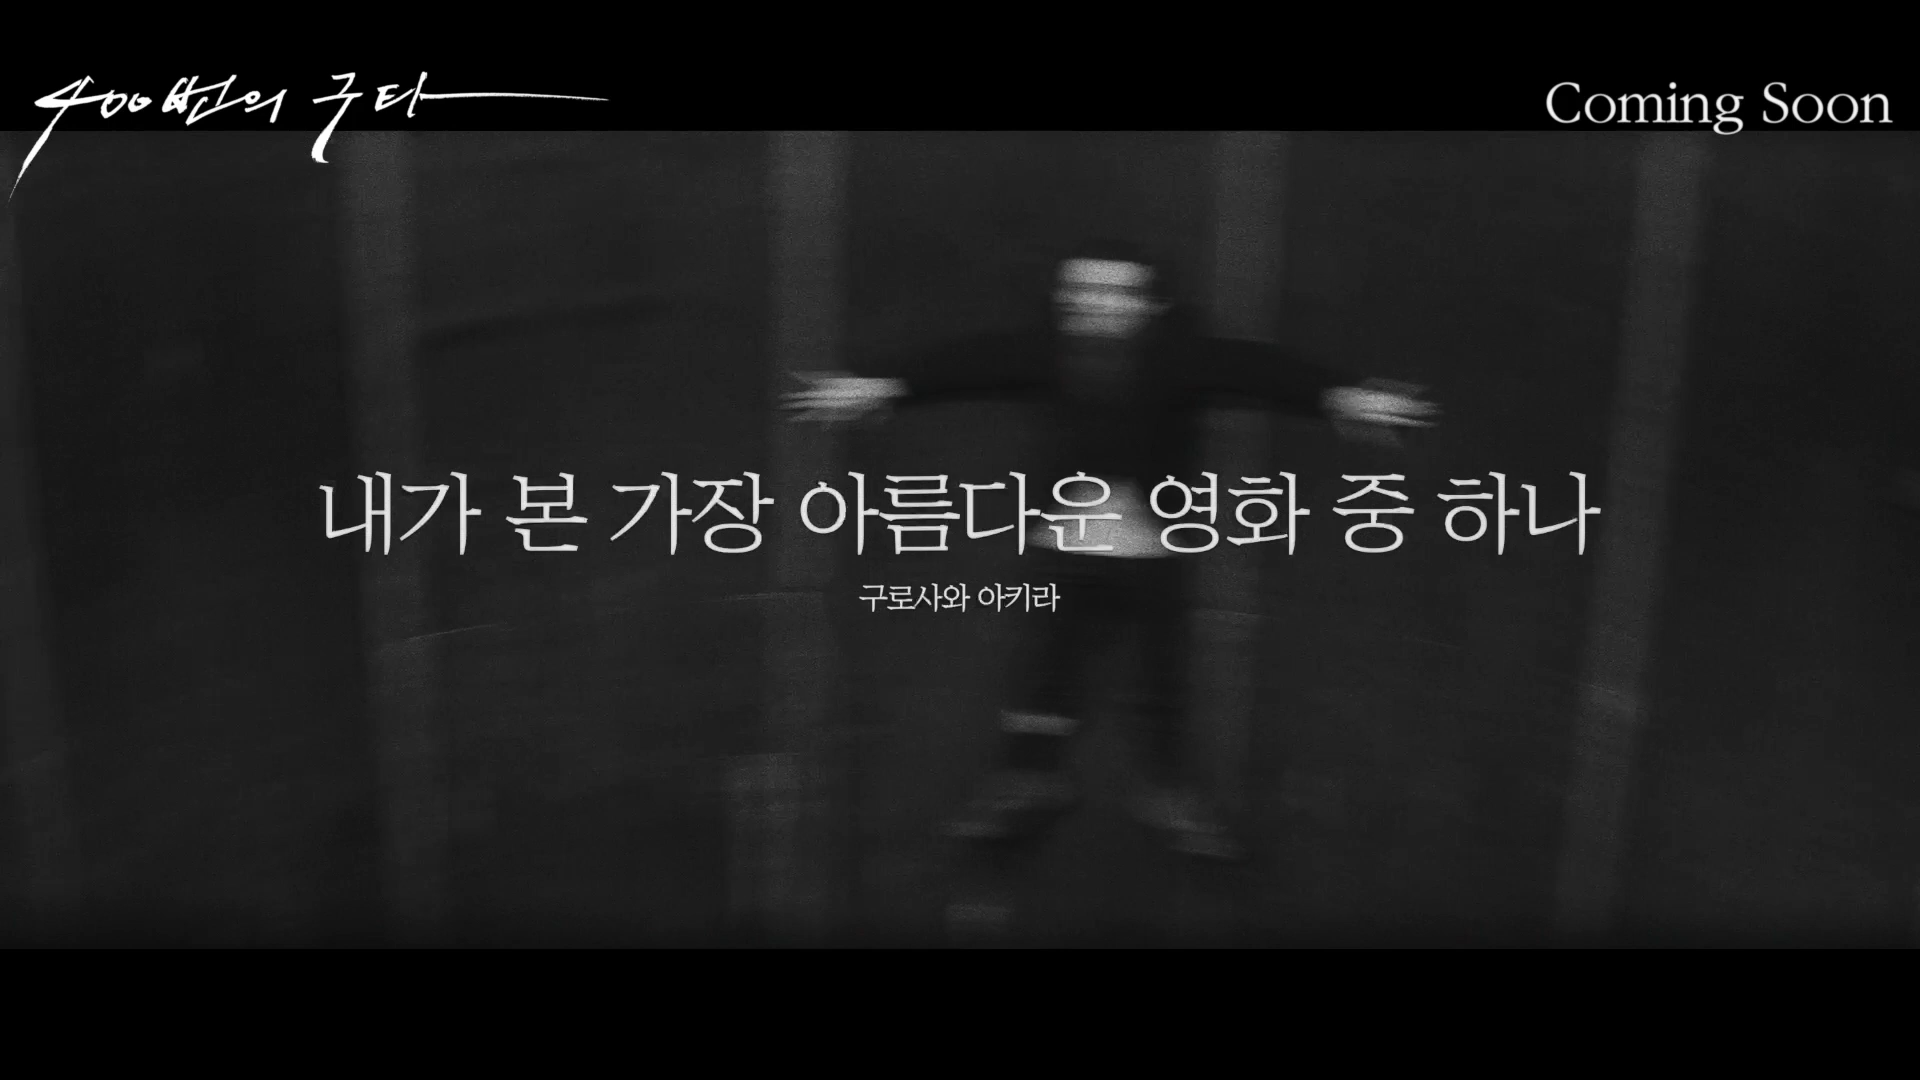 400번의 구타
Coming Soon
내가 본 가장 아름다운 영화 중 하나
구로사와 아키라